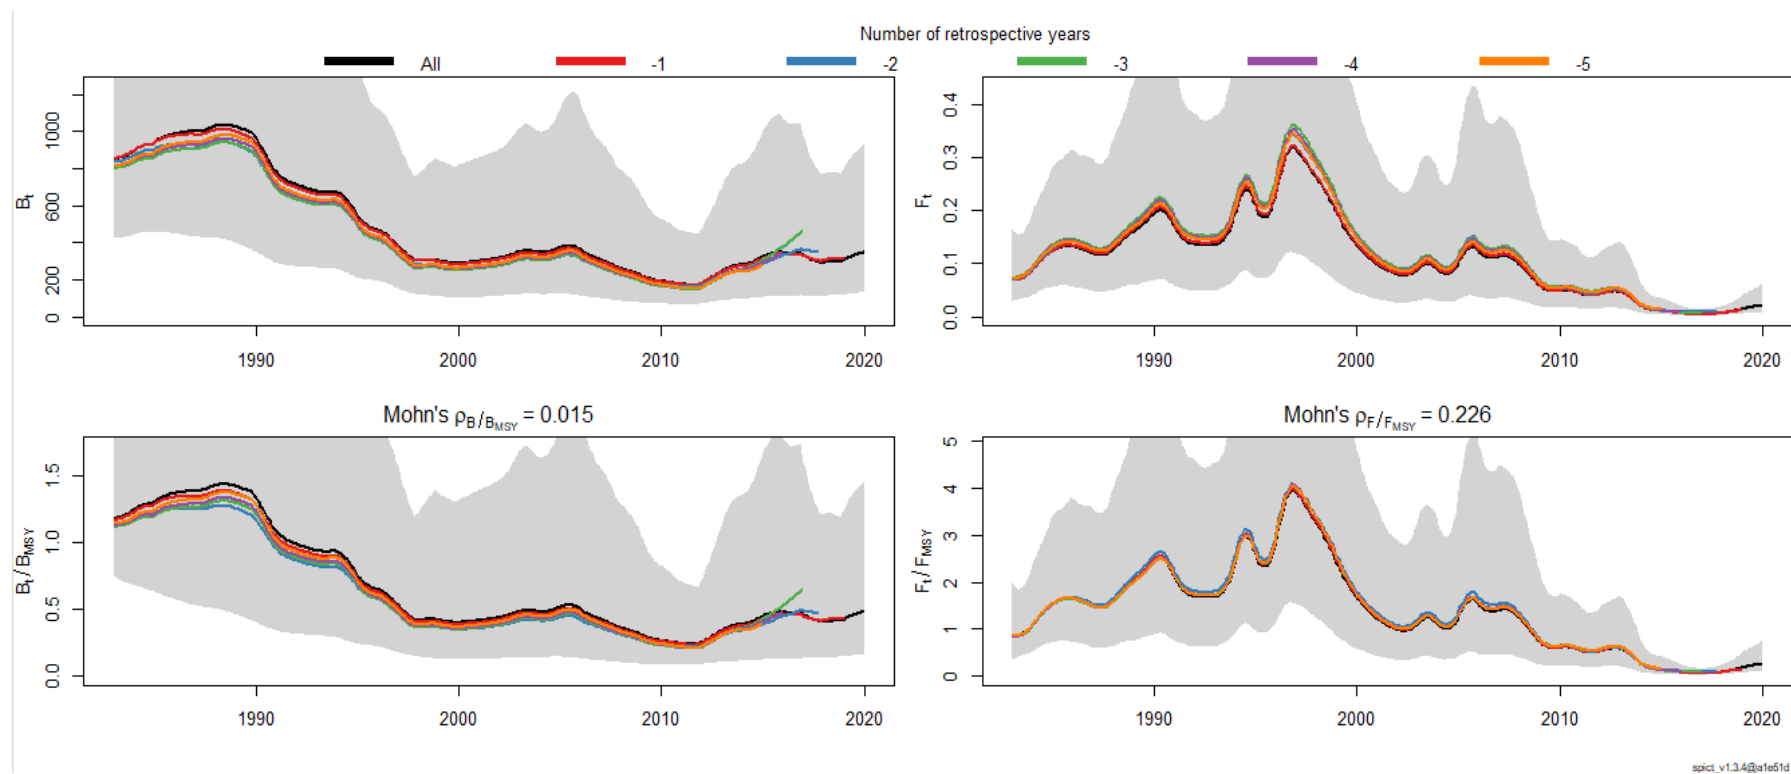 Number of retrospective years
All -1 -2 -3 -4 -5
Bt
0 200 600 1000
1990 2000 2010 2020
Ft
0.0 0.1 0.2 0.3 0.4
1990 2000 2010 2020
Mohn's ρB/BMSY = 0.015
Bt/BMSY
0.0 0.5 1.0 1.5
1990 2000 2010 2020
Mohn's ρF/FMSY = 0.226
Ft/FMSY
0 1 2 3 4 5
1990 2000 2010 2020
spict_v1.3.4@a1e51d